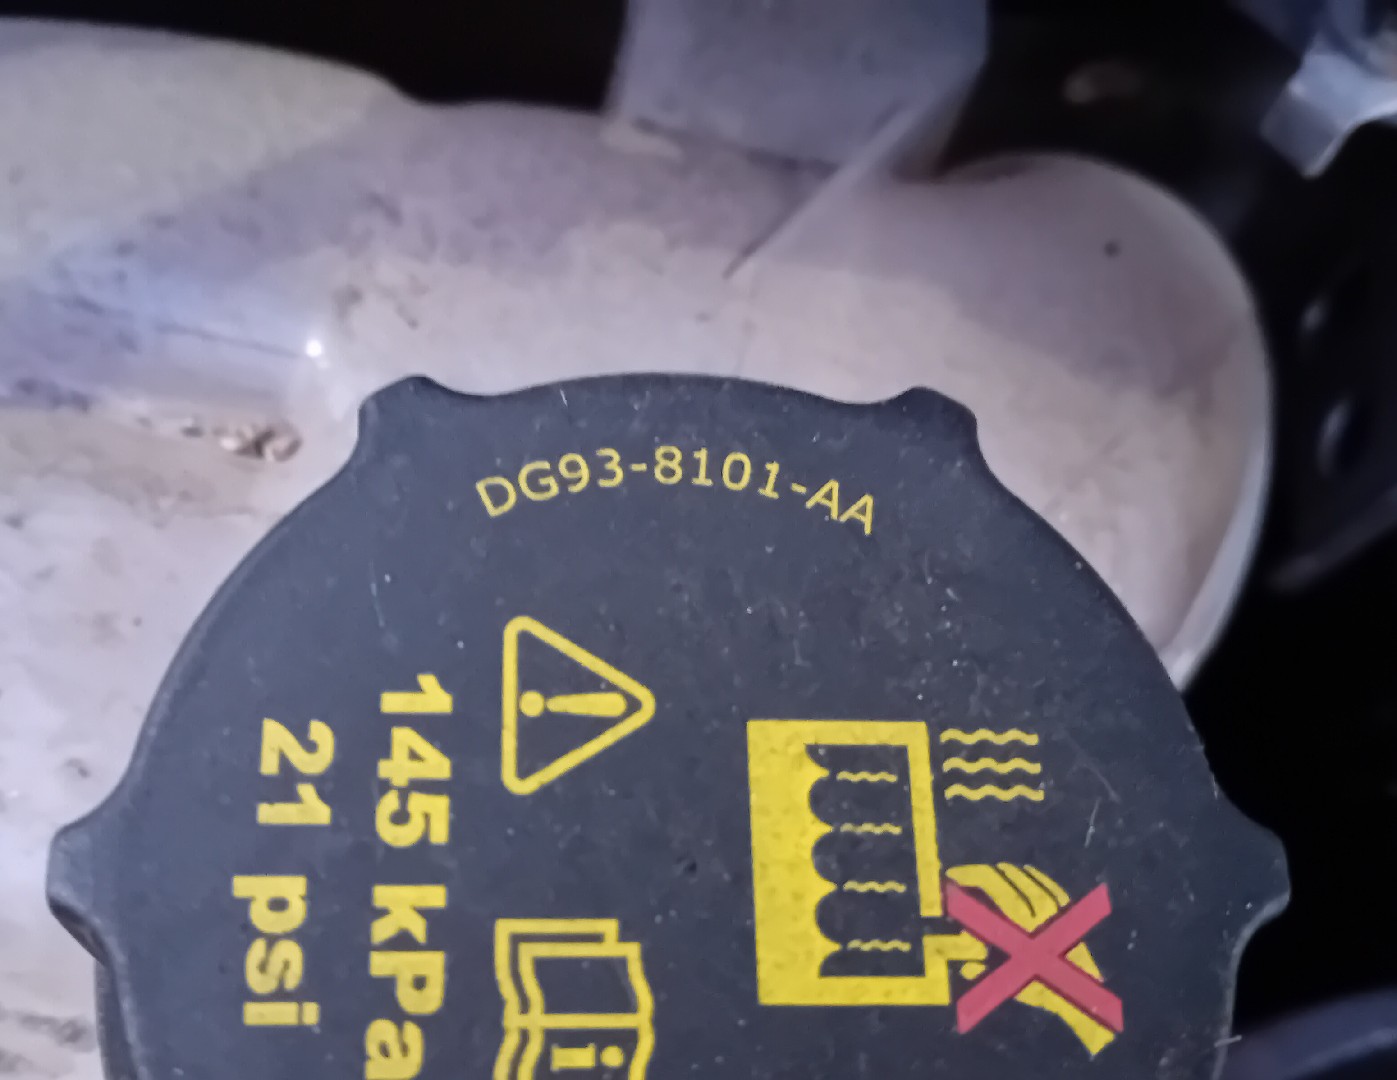 DG93-8101-AA
145 kPa
21 psi
i